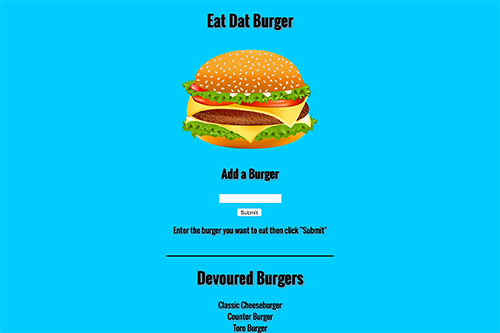 Eat Dat Burger
Add a Burger
Submit
Enter the burger you want to eat then click "Submit"
Devoured Burgers
Classic Cheeseburger
Counter Burger
Toro Burger